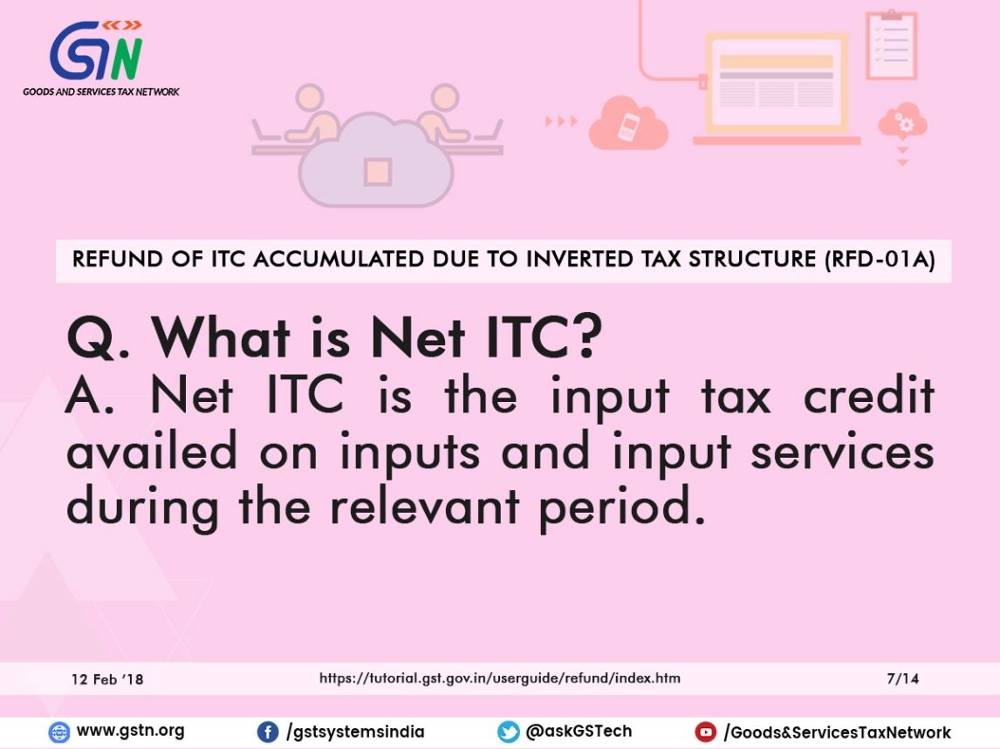 GSTN
GOODS AND SERVICES TAX NETWORK
REFUND OF ITC ACCUMULATED DUE TO INVERTED TAX STRUCTURE (RFD-01A)
Q. What is Net ITC?
A. Net ITC is the input tax credit
availed on inputs and input services
during the relevant period.
12 Feb '18 https://tutorial.gst.gov.in/userguide/refund/index.htm 7/14
www.gstn.org /gstsystemsindia @askGSTech /Goods&ServicesTaxNetwork